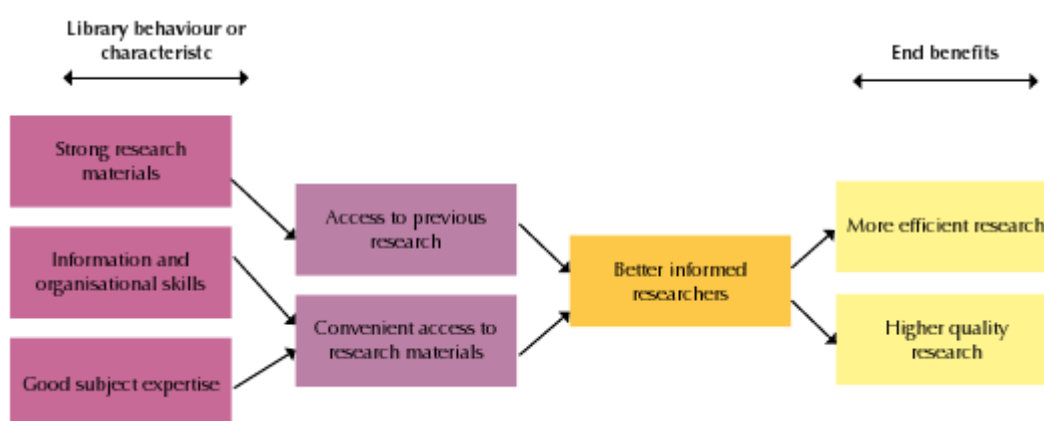 Library behaviour or
characteristc
End benefits
Strong research
materials
Information and
organisational skills
Good subject expertise
Access to previous
research
Convenient access to
research materials
Better informed
researchers
More efficient research
Higher quality
research